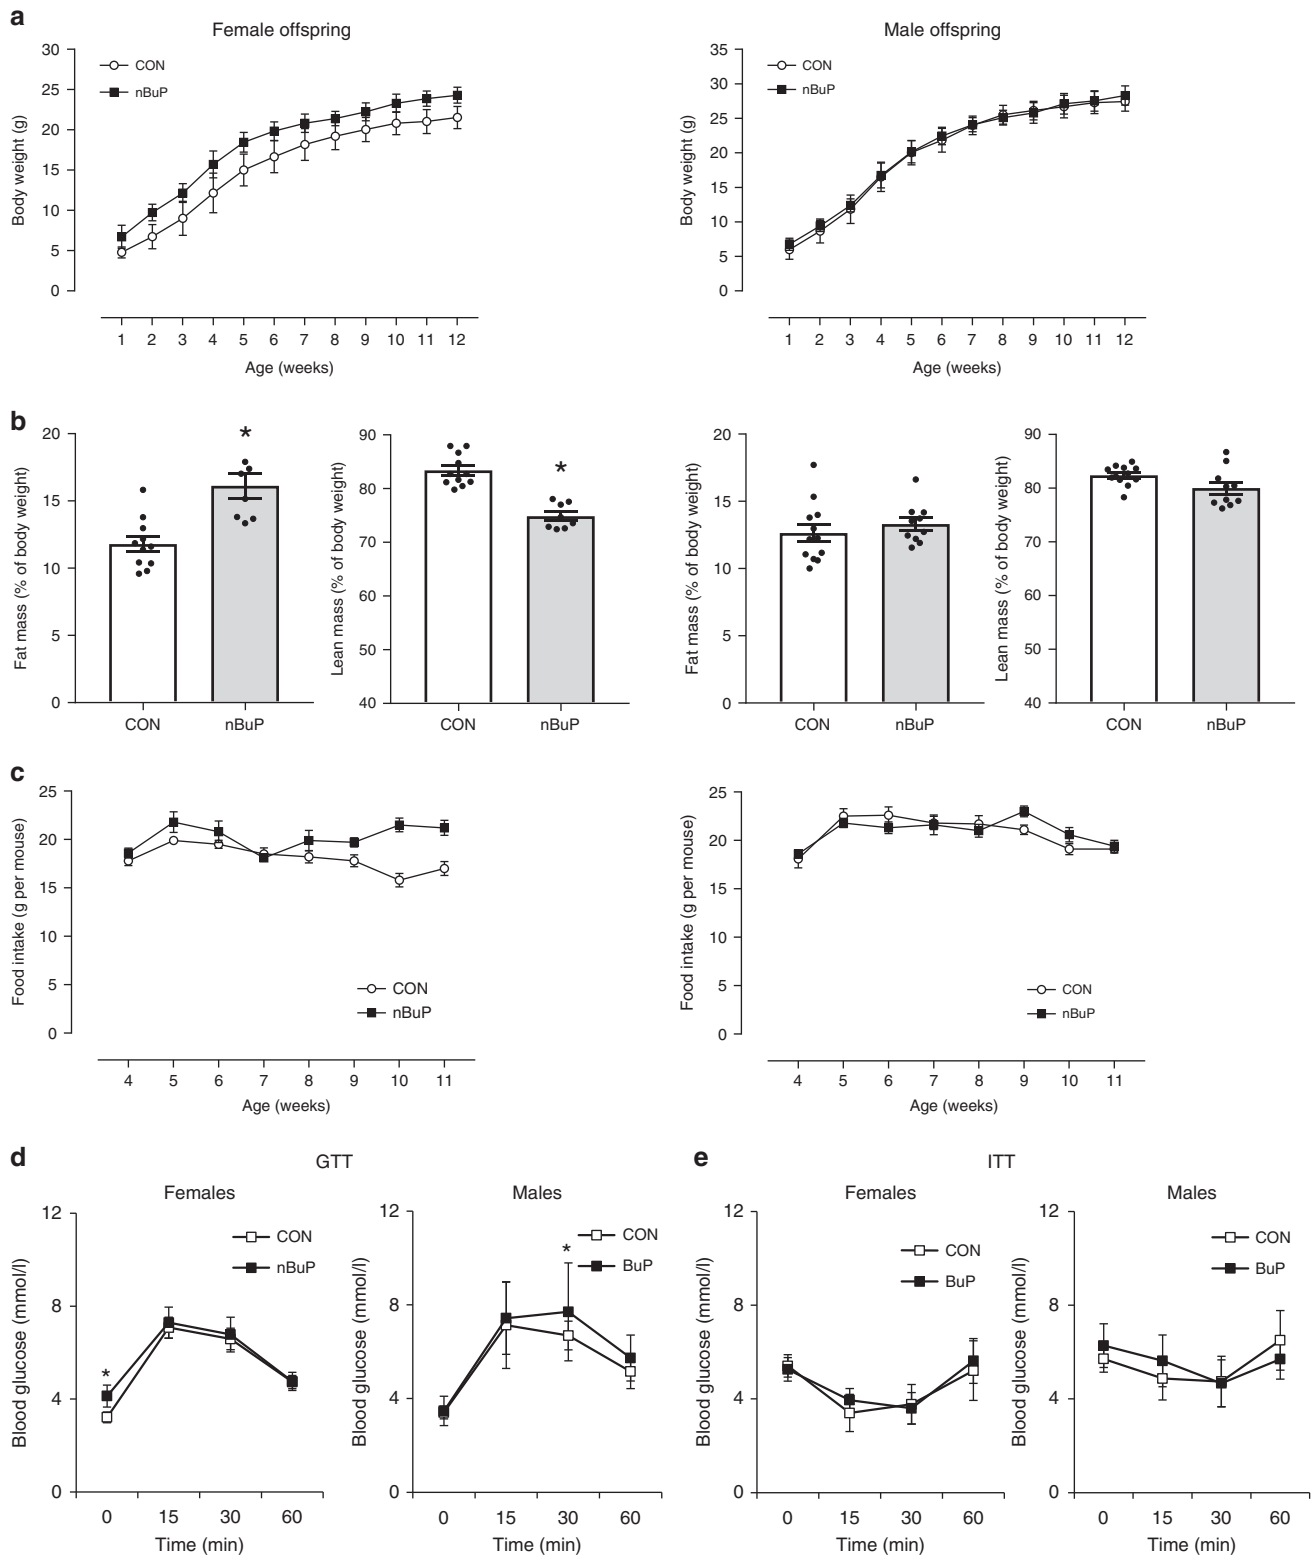 a
Female offspring
Male offspring
30
25
20
15
10
5
0
Body weight (g)
CON
nBuP
1 2 3 4 5 6 7 8 9 10 11 12
Age (weeks)
35
30
25
20
15
10
5
0
Body weight (g)
CON
nBuP
1 2 3 4 5 6 7 8 9 10 11 12
Age (weeks)
b
20
15
10
5
0
Fat mass (% of body weight)
*
CON nBuP
90
80
70
60
50
40
Lean mass (% of body weight)
*
CON nBuP
20
15
10
5
0
Fat mass (% of body weight)
CON nBuP
90
80
70
60
50
40
Lean mass (% of body weight)
CON nBuP
c
25
20
15
10
5
0
Food intake (g per mouse)
CON
nBuP
4 5 6 7 8 9 10 11
Age (weeks)
25
20
15
10
5
0
Food intake (g per mouse)
CON
nBuP
4 5 6 7 8 9 10 11
Age (weeks)
d
GTT
Females
12
8
4
0
Blood glucose (mmol/l)
CON
nBuP
*
0 15 30 60
Time (min)
Males
12
8
4
0
Blood glucose (mmol/l)
CON
BuP
*
0 15 30 60
Time (min)
e
ITT
Females
12
8
4
0
Blood glucose (mmol/l)
CON
BuP
0 15 30 60
Time (min)
Males
12
8
4
0
Blood glucose (mmol/l)
CON
BuP
0 15 30 60
Time (min)